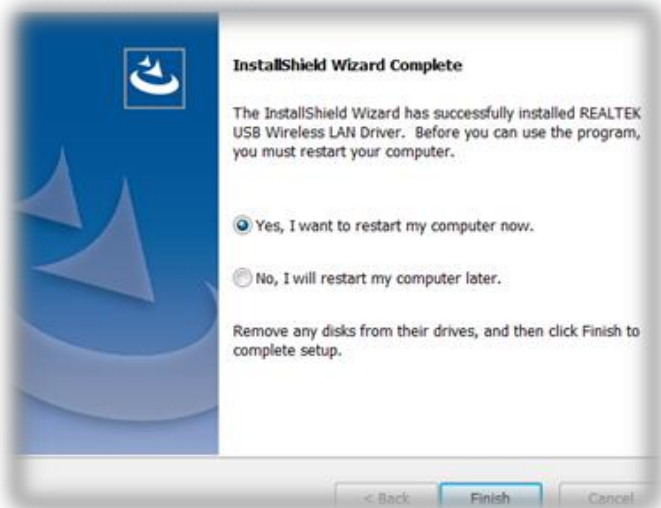 InstallShield Wizard Complete
The InstallShield Wizard has successfully installed REALTEK
USB Wireless LAN Driver. Before you can use the program,
you must restart your computer.
Yes, I want to restart my computer now.
No, I will restart my computer later.
Remove any disks from their drives, and then click Finish to
complete setup.
< Back Finish Cancel